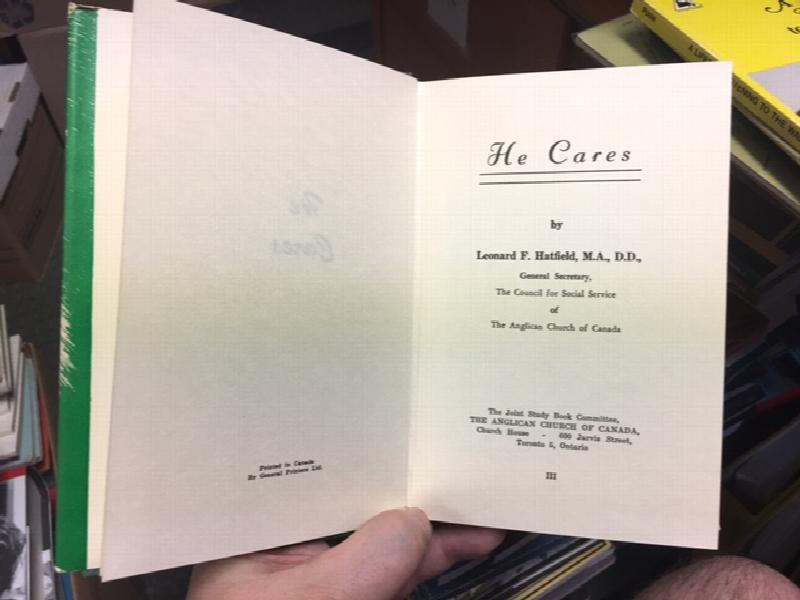 He
Cares
Printed in Canada
By General Printers Ltd.
He Cares
by
Leonard F. Hatfield, M.A., D.D.,
General Secretary,
The Council for Social Service
of
The Anglican Church of Canada
The Joint Study Book Committee,
THE ANGLICAN CHURCH OF CANADA,
Church House - 600 Jarvis Street,
Toronto 5, Ontario
III